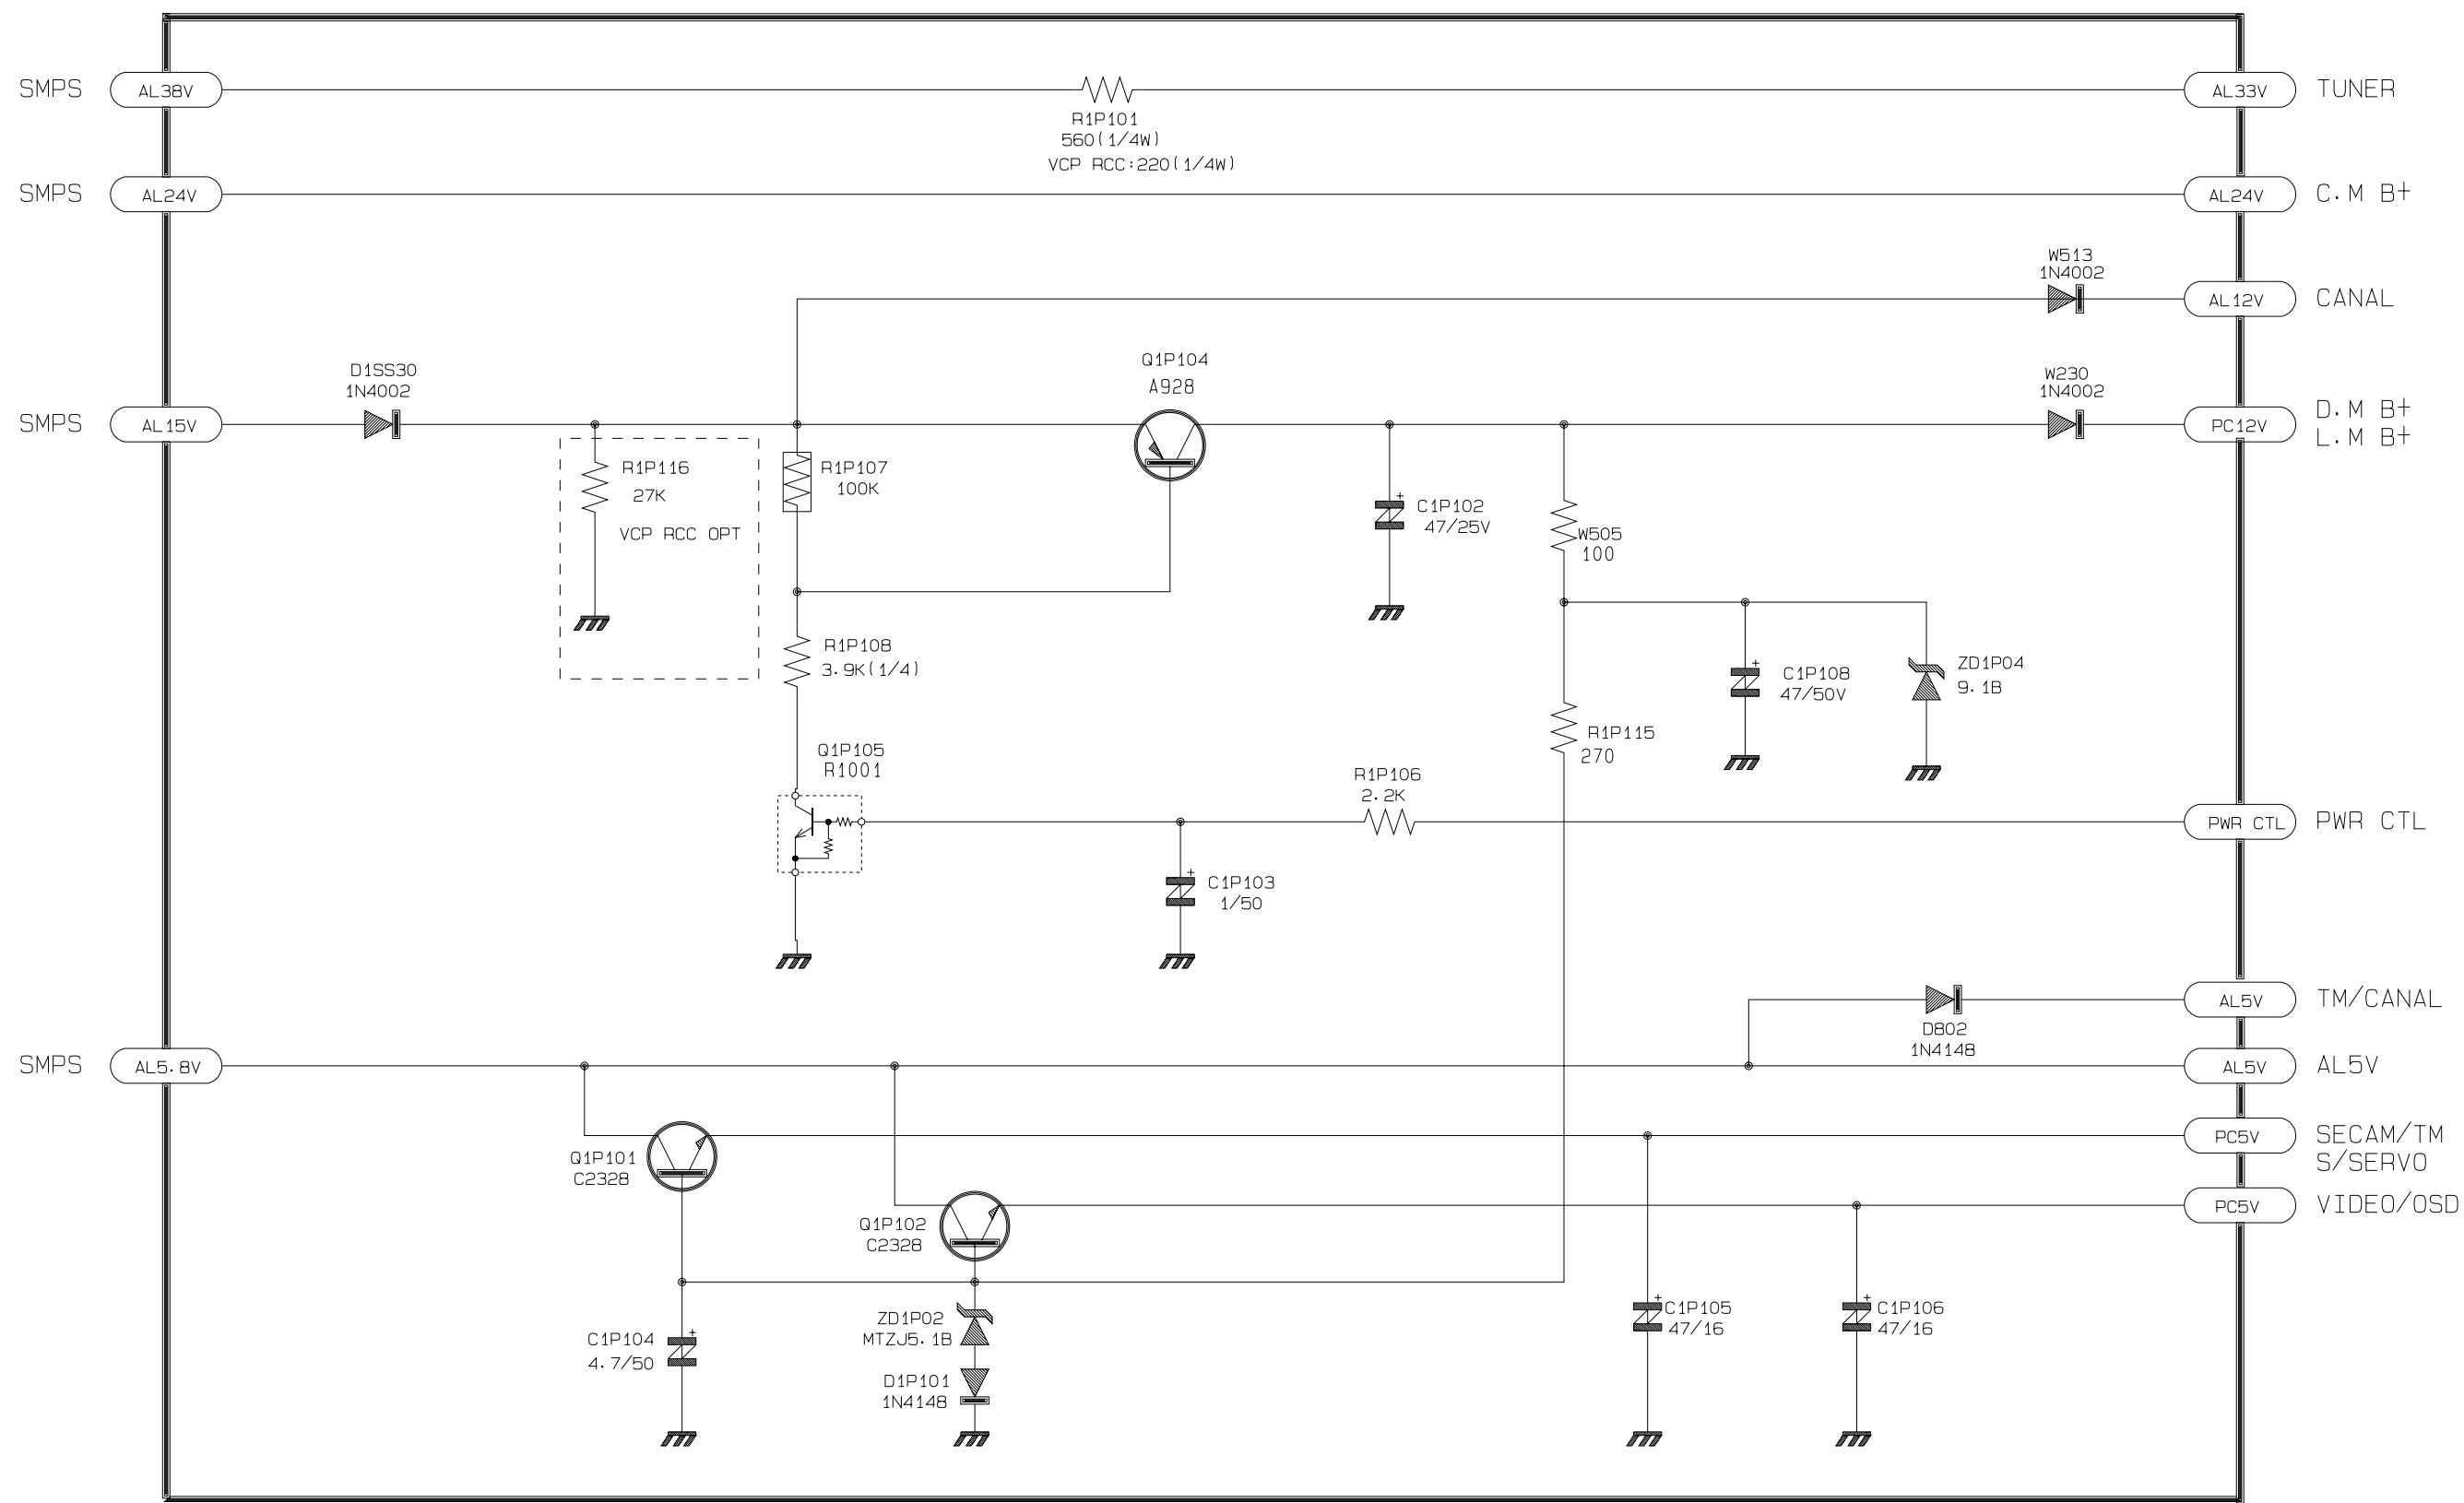 SMPS AL38V AL33V TUNER
R1P101
560(1/4W)
VCP RCC:220(1/4W)
SMPS AL24V AL24V C.M B+
W513
1N4002
AL12V CANAL
Q1P104
A928
D1SS30
1N4002
W230
1N4002
SMPS AL15V PC12V D.M B+
L.M B+
R1P116
27K
VCP RCC OPT
R1P107
100K
C1P102
47/25V
W505
100
R1P108
3.9K(1/4)
+
C1P108
47/50V
+
ZD1P04
9.1B
R1P115
270
Q1P105
R1001
R1P106
2.2K
PWR CTL PWR CTL
+
C1P103
1/50
AL5V TM/CANAL
D802
1N4148
SMPS AL5.8V AL5V AL5V
PC5V SECAM/TM
S/SERVO
Q1P101
C2328
PC5V VIDEO/OSD
Q1P102
C2328
ZD1P02
MTZJ5.1B
C1P104
4.7/50
+
D1P101
1N4148
+
C1P105
47/16
+
C1P106
47/16